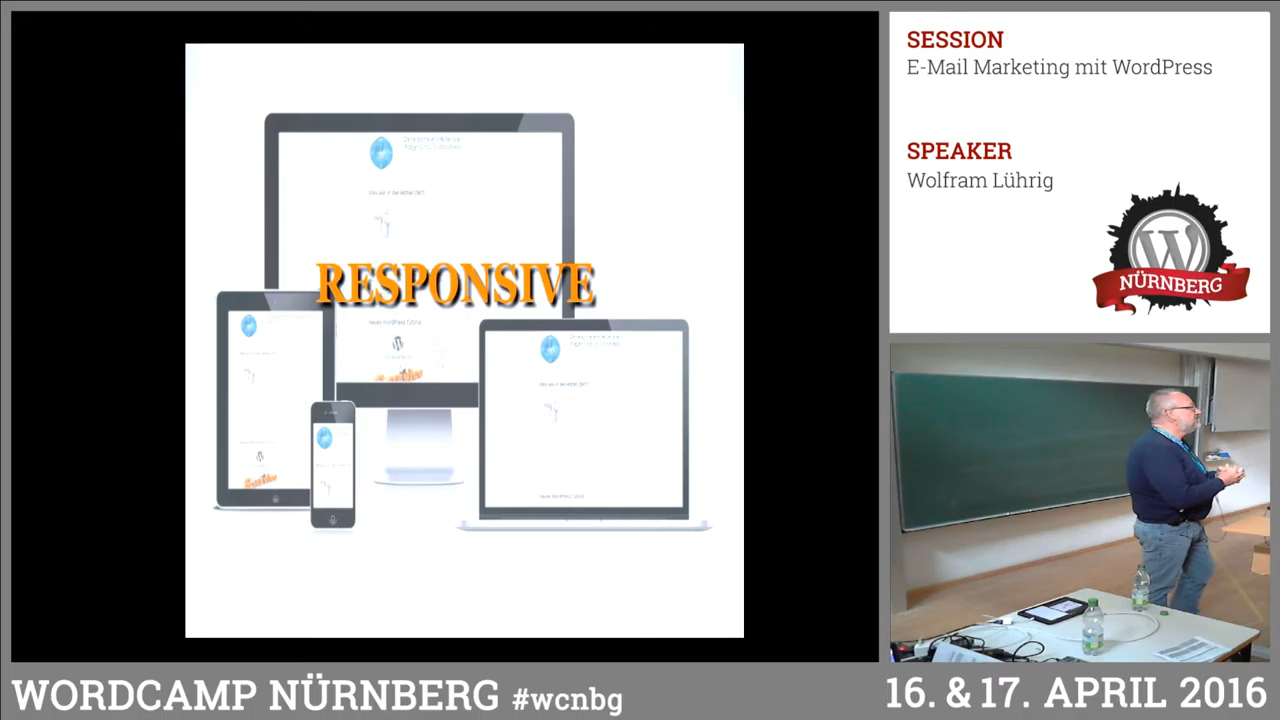 RESPONSIVE
SESSION
E-Mail Marketing mit WordPress
SPEAKER
Wolfram Lührig
W
NÜRNBERG
WORDCAMP NÜRNBERG #wcnbg
16. & 17. APRIL 2016